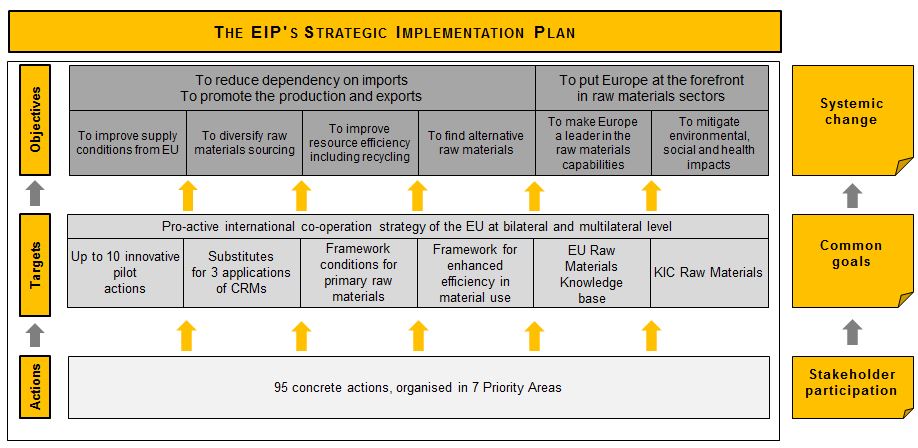 THE EIP'S STRATEGIC IMPLEMENTATION PLAN
Objectives
To reduce dependency on imports
To promote the production and exports
To put Europe at the forefront
in raw materials sectors
To improve supply
conditions from EU
To diversify raw
materials sourcing
To improve
resource efficiency
including recycling
To find alternative
raw materials
To make Europe
a leader in the
raw materials
capabilities
To mitigate
environmental,
social and health
impacts
Systemic
change
Targets
Pro-active international co-operation strategy of the EU at bilateral and multilateral level
Up to 10 innovative
pilot
actions
Substitutes
for 3 applications
of CRMs
Framework
conditions for
primary raw
materials
Framework for
enhanced
efficiency in
material use
EU Raw
Materials
Knowledge
base
KIC Raw Materials
Common
goals
Actions
95 concrete actions, organised in 7 Priority Areas
Stakeholder
participation